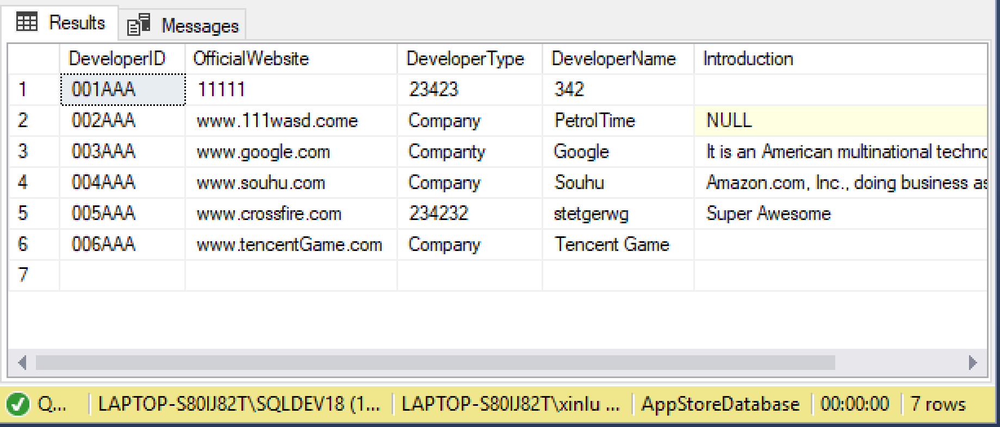 Results Messages
DeveloperID OfficialWebsite DeveloperType DeveloperName Introduction
1 001AAA 11111 23423 342
2 002AAA www.111wasd.come Company PetrolTime NULL
3 003AAA www.google.com Companty Google It is an American multinational techno
4 004AAA www.souhu.com Company Souhu Amazon.com, Inc., doing business as
5 005AAA www.crossfire.com 234232 stetgerwg Super Awesome
6 006AAA www.tencentGame.com Company Tencent Game
7
Q... LAPTOP-S80IJ82T\SQLDEV18 (1... LAPTOP-S80IJ82T\xinlu ... AppStoreDatabase 00:00:00 7 rows